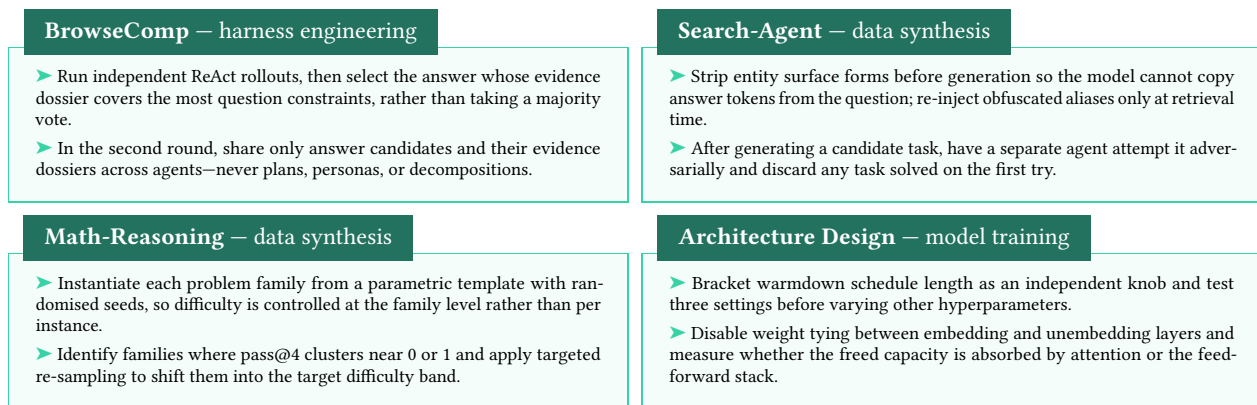 BrowseComp — harness engineering
➤ Run independent ReAct rollouts, then select the answer whose evidence
dossier covers the most question constraints, rather than taking a majority
vote.
➤ In the second round, share only answer candidates and their evidence
dossiers across agents—never plans, personas, or decompositions.
Search-Agent — data synthesis
➤ Strip entity surface forms before generation so the model cannot copy
answer tokens from the question; re-inject obfuscated aliases only at retrieval
time.
➤ After generating a candidate task, have a separate agent attempt it adver-
sarially and discard any task solved on the first try.
Math-Reasoning — data synthesis
➤ Instantiate each problem family from a parametric template with ran-
domised seeds, so difficulty is controlled at the family level rather than per
instance.
➤ Identify families where pass@4 clusters near 0 or 1 and apply targeted
re-sampling to shift them into the target difficulty band.
Architecture Design — model training
➤ Bracket warmdown schedule length as an independent knob and test
three settings before varying other hyperparameters.
➤ Disable weight tying between embedding and unembedding layers and
measure whether the freed capacity is absorbed by attention or the feed-
forward stack.